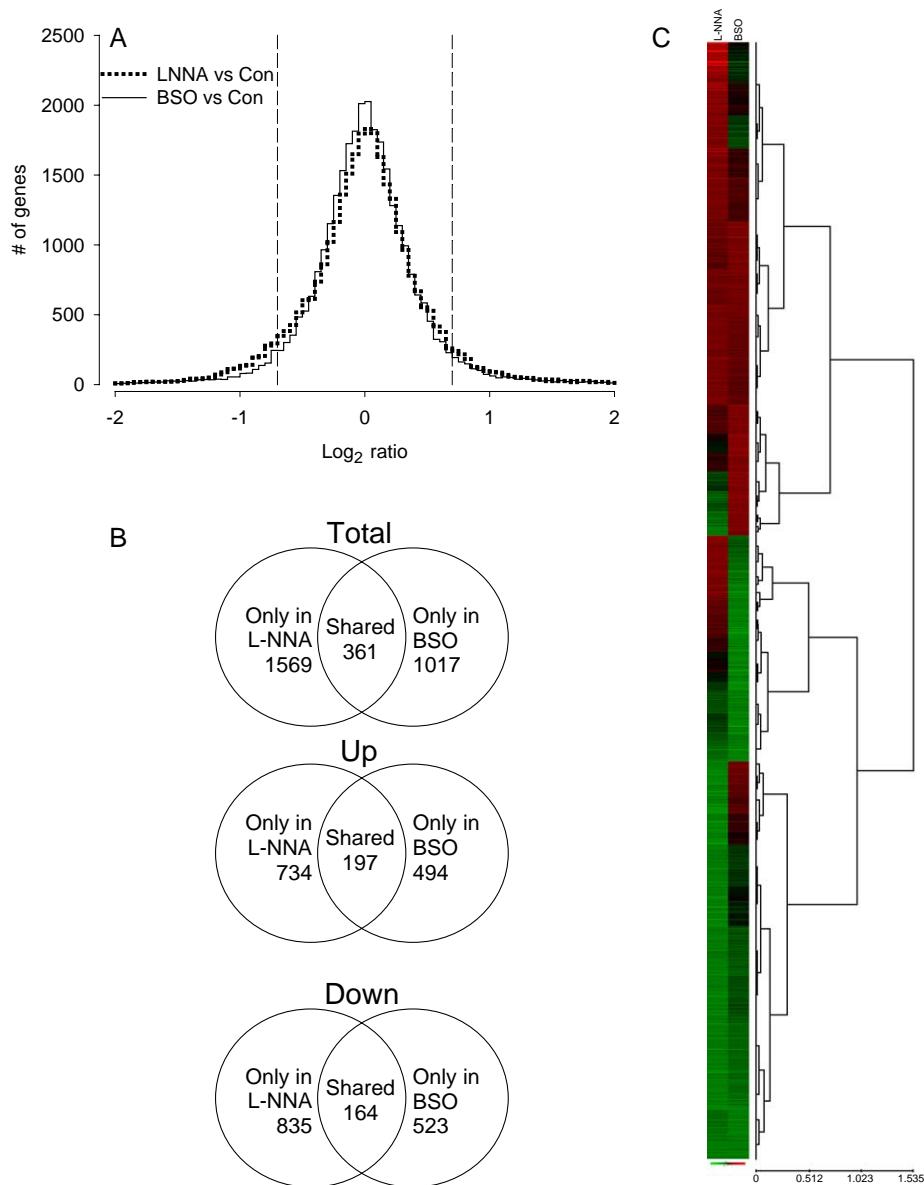 A
2500
2000
1500
1000
500
0
# of genes
LNNA vs Con
BSO vs Con
-2
-1
0
1
2
Log2 ratio
B
Total
Only in
L-NNA
1569
Shared
361
Only in
BSO
1017
Up
Only in
L-NNA
734
Shared
197
Only in
BSO
494
Down
Only in
L-NNA
835
Shared
164
Only in
BSO
523
C
L-NNA
BSO
0
0.512
1.023
1.535